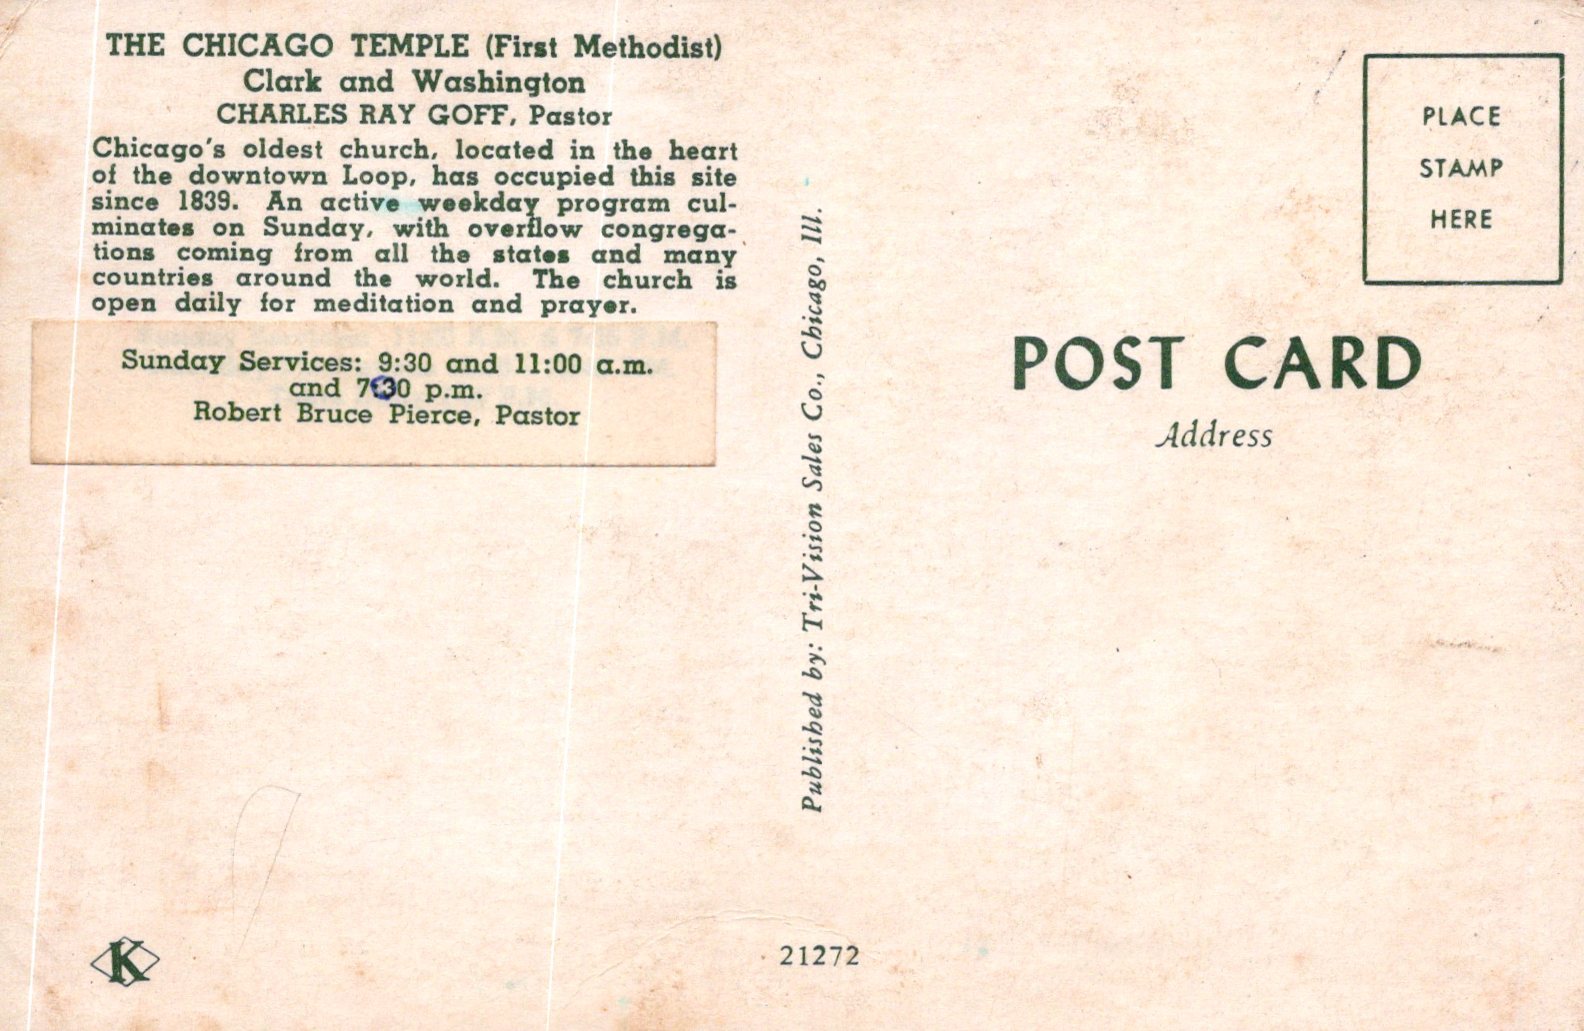 THE CHICAGO TEMPLE (First Methodist)
Clark and Washington
CHARLES RAY GOFF, Pastor
Chicago's oldest church, located in the heart
of the downtown Loop, has occupied this site
since 1839. An active weekday program cul-
minates on Sunday, with overflow congrega-
tions coming from all the states and many
countries around the world. The church is
open daily for meditation and prayer.
Sunday Services: 9:30 and 11:00 a.m.
and 7:30 p.m.
Robert Bruce Pierce, Pastor
K
Published by: Tri-Vision Sales Co., Chicago, Ill.
21272
PLACE
STAMP
HERE
POST CARD
Address